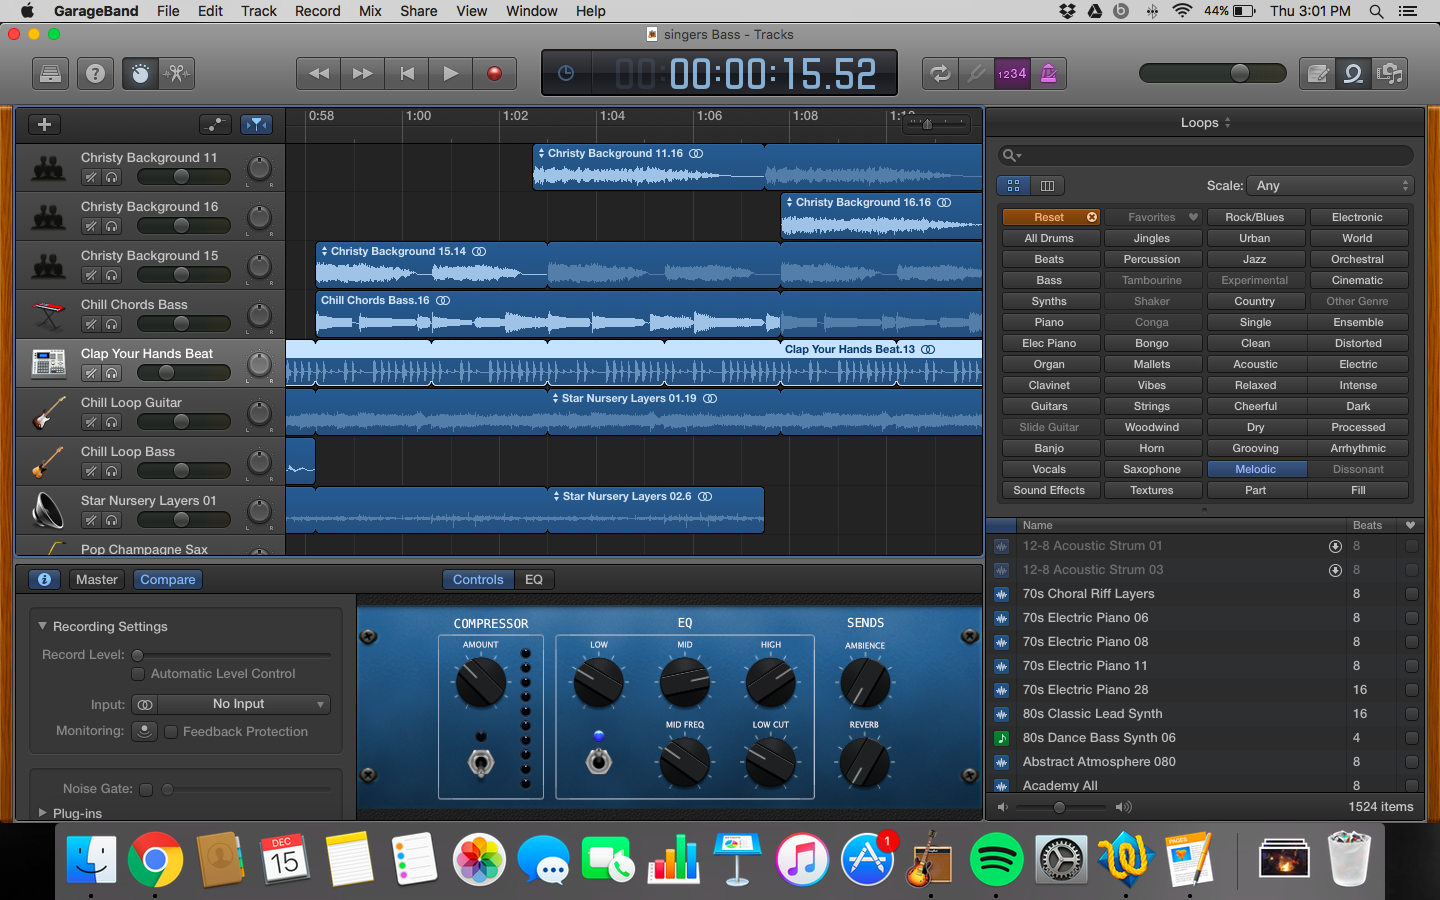 GarageBand File Edit Track Record Mix Share View Window Help 44% Thu 3:01 PM
singers Bass - Tracks
00:00:15.52
1234
0:58 1:00 1:02 1:04 1:06 1:08
Christy Background 11
Christy Background 11.16
L R
Christy Background 16
Christy Background 16.16
L R
Christy Background 15
Christy Background 15.14
L R
Chill Chords Bass
Chill Chords Bass.16
L R
Clap Your Hands Beat
Clap Your Hands Beat.13
L R
Chill Loop Guitar
Star Nursery Layers 01.19
L R
Chill Loop Bass
L R
Star Nursery Layers 01
Star Nursery Layers 02.6
L R
Pop Champagne Sax
Loops
Scale: Any
Reset Favorites Rock/Blues Electronic
All Drums Jingles Urban World
Beats Percussion Jazz Orchestral
Bass Tambourine Experimental Cinematic
Synths Shaker Country Other Genre
Piano Conga Single Ensemble
Elec Piano Bongo Clean Distorted
Organ Mallets Acoustic Electric
Clavinet Vibes Relaxed Intense
Guitars Strings Cheerful Dark
Slide Guitar Woodwind Dry Processed
Banjo Horn Grooving Arrhythmic
Vocals Saxophone Melodic Dissonant
Sound Effects Textures Part Fill
Name Beats
12-8 Acoustic Strum 01 8
12-8 Acoustic Strum 03 8
70s Choral Riff Layers 8
70s Electric Piano 06 8
70s Electric Piano 08 8
70s Electric Piano 11 8
70s Electric Piano 28 16
80s Classic Lead Synth 16
80s Dance Bass Synth 06 4
Abstract Atmosphere 080 8
Academy All 8
1524 items
Master Compare Controls EQ
Recording Settings
Record Level:
Automatic Level Control
Input: No Input
Monitoring: Feedback Protection
Noise Gate:
Plug-ins
COMPRESSOR EQ SENDS
AMOUNT LOW MID HIGH AMBIENCE
MID FREQ LOW CUT REVERB
DEC
15
1
PAGES